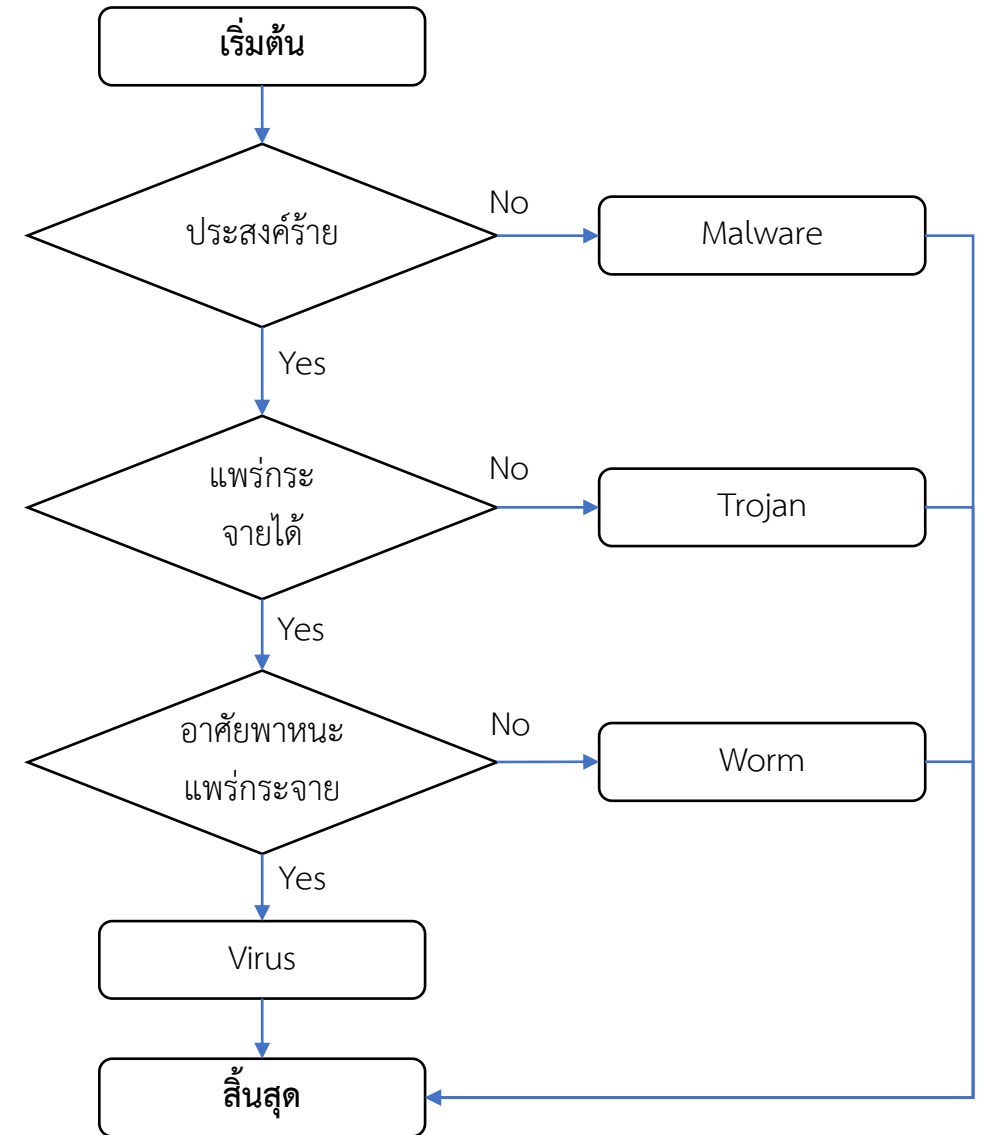 เริ่มต้น
ประสงค์ร้าย
No
Malware
Yes
แพร่กระ
จายได้
No
Trojan
Yes
อาศัยพาหนะ
แพร่กระจาย
No
Worm
Yes
Virus
สิ้นสุด